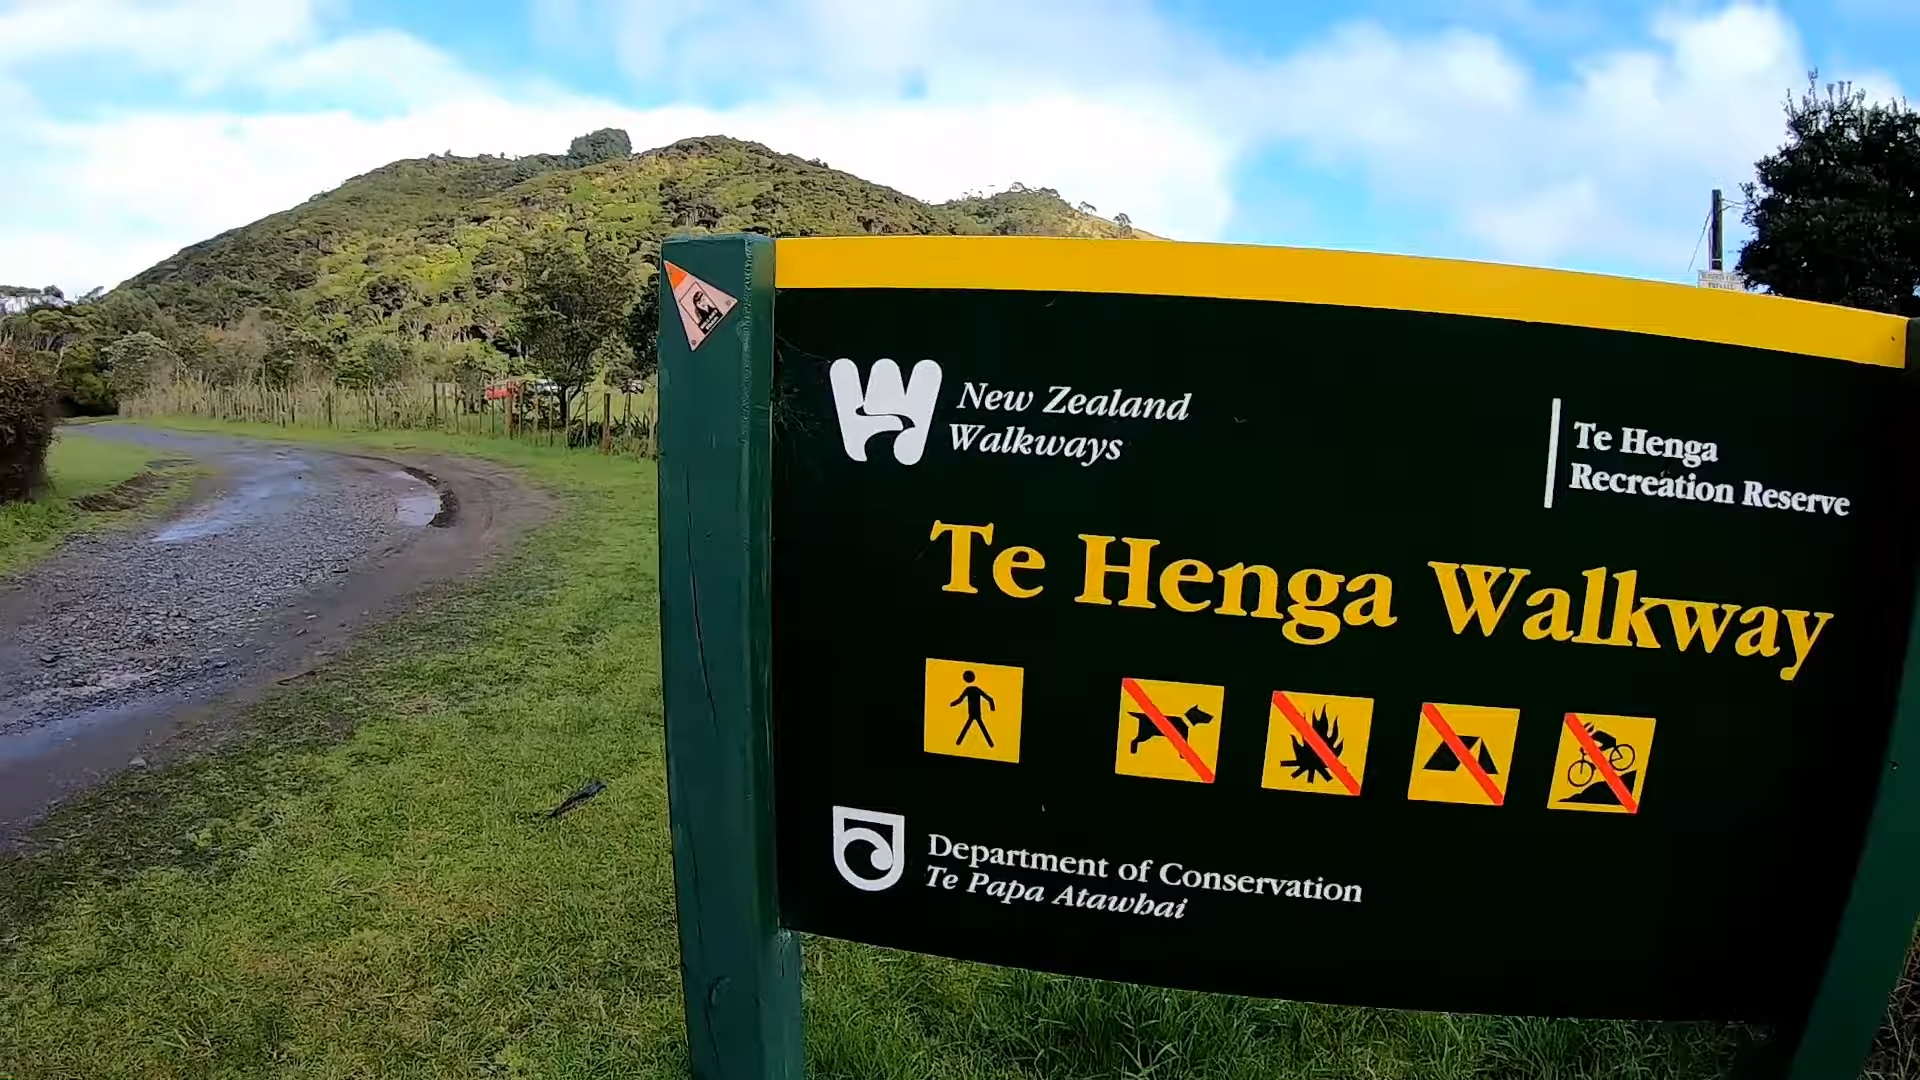 New Zealand
Walkways
Te Henga
Recreation Reserve
Te Henga Walkway
Department of Conservation
Te Papa Atawhai